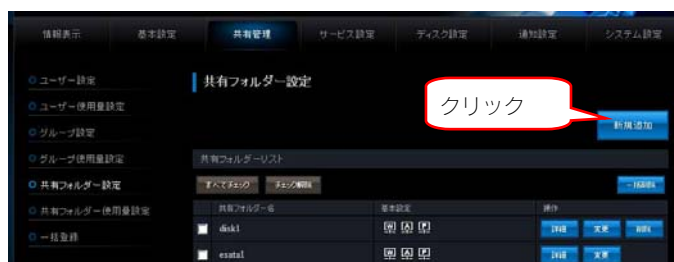 情報表示 基本設定 共有管理 サービス設定 ディスク設定 通知設定 システム設定
ユーザー設定
共有フォルダー設定
ユーザー使用量設定
クリック
グループ設定
新規追加
グループ使用量設定
共有フォルダーリスト
共有フォルダー設定
すべてチェック チェック解除 一括削除
共有フォルダー使用量設定
共有フォルダー名 基本設定 操作
一括登録
disk1 W A P 詳細 変更 削除
esata1 W A P 詳細 変更